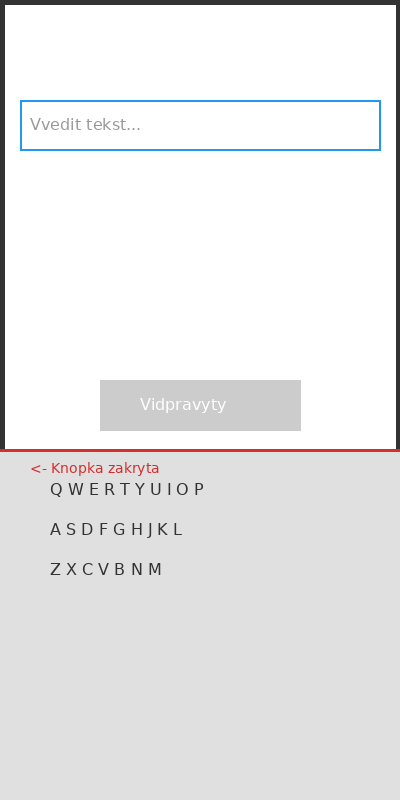 Vvedit tekst...
Vidpravyty
<- Knopka zakryta
Q W E R T Y U I O P
A S D F G H J K L
Z X C V B N M